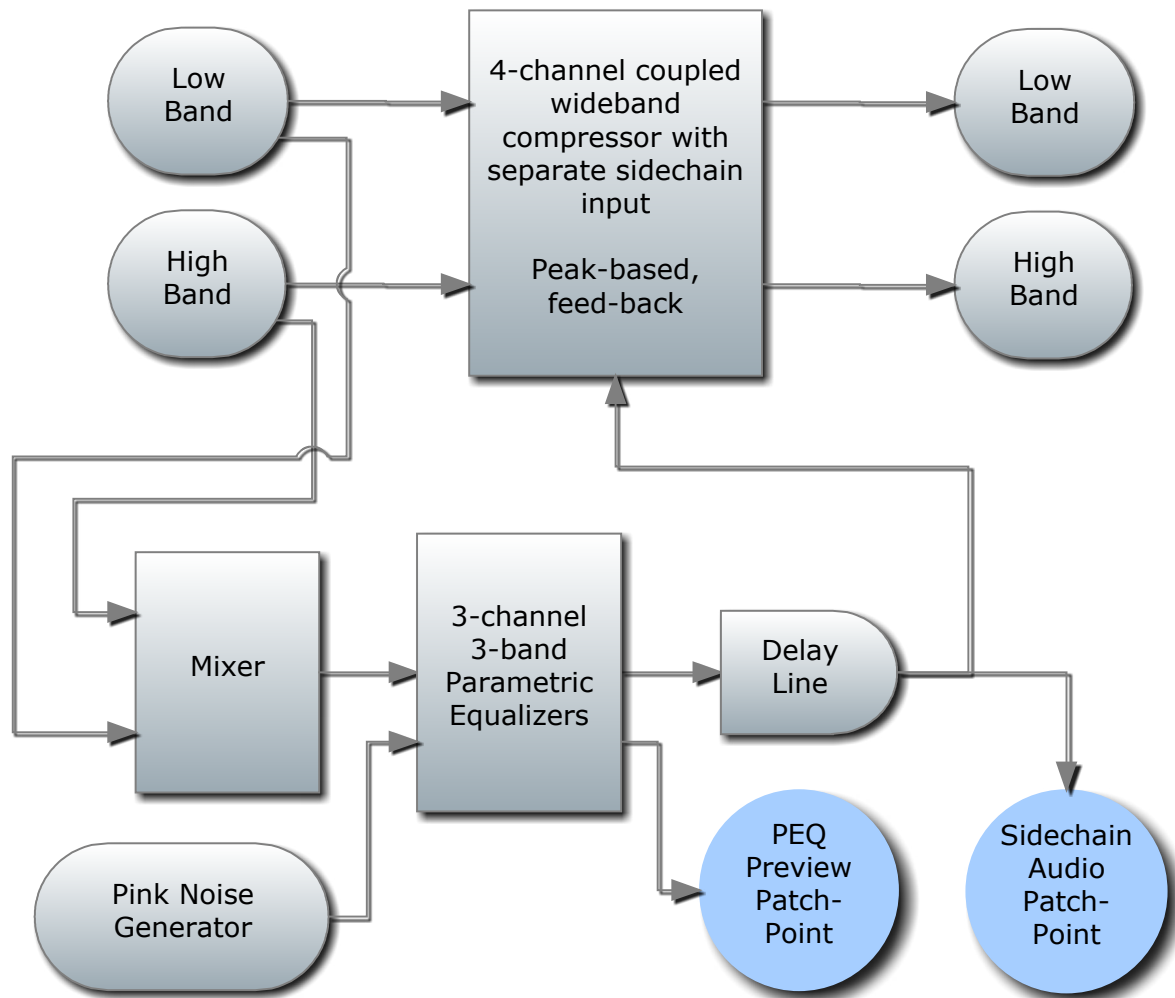 Low
Band
4-channel coupled
wideband
compressor with
separate sidechain
input
Peak-based,
feed-back
Low
Band
High
Band
High
Band
Mixer
3-channel
3-band
Parametric
Equalizers
Delay
Line
Pink Noise
Generator
PEQ
Preview
Patch-
Point
Sidechain
Audio
Patch-
Point